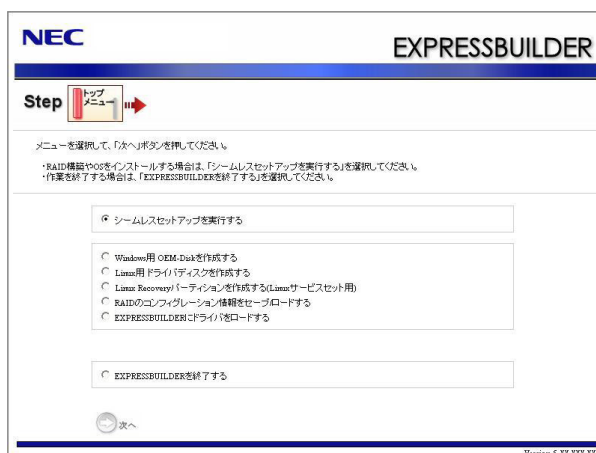 NEC
EXPRESSBUILDER
Step トップメニュー
メニューを選択して、「次へ」ボタンを押してください。
・RAID構築やOSをインストールする場合は、「シームレスセットアップを実行する」を選択してください。
・作業を終了する場合は、「EXPRESSBUILDERを終了する」を選択してください。
シームレスセットアップを実行する
Windows用 OEM-Diskを作成する
Linux用 ドライバディスクを作成する
Linux Recoveryパーティションを作成する(Linuxサービスセット用)
RAIDのコンフィグレーション情報をセーブ/ロードする
EXPRESSBUILDERにドライバをロードする
EXPRESSBUILDERを終了する
次へ